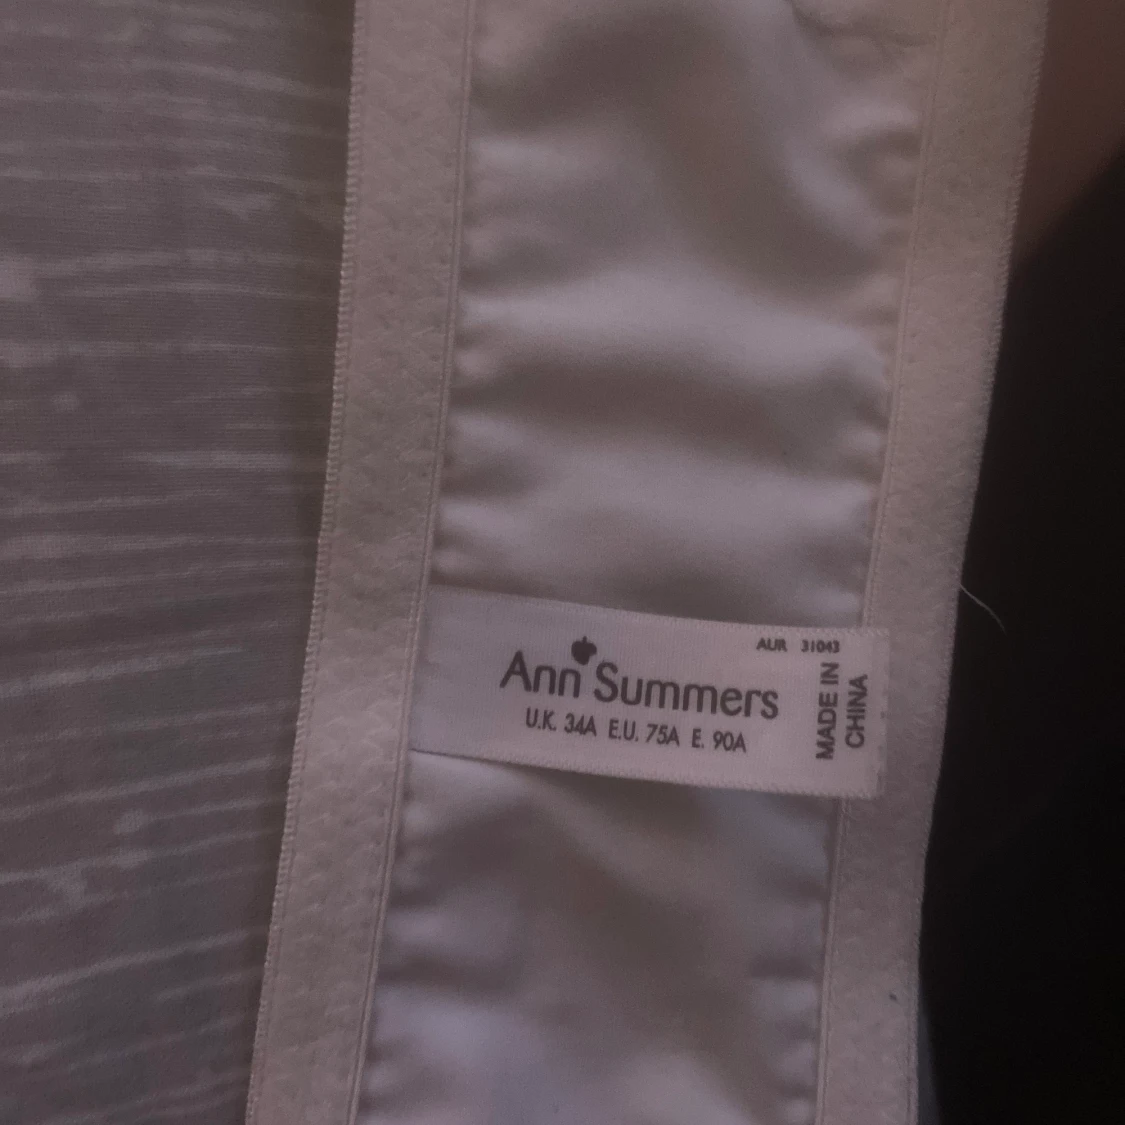 AUR 31043
Ann Summers
U.K. 34A E.U. 75A E. 90A
MADE IN
CHINA